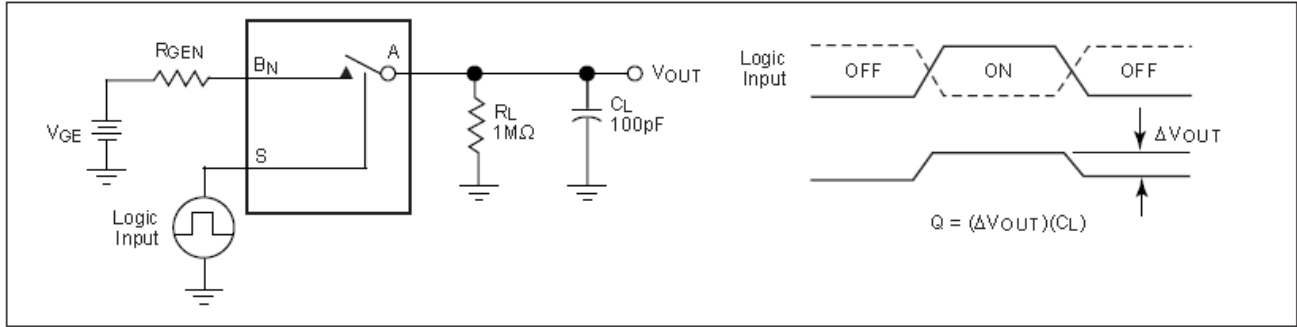 RGEN
BN
A
VOUT
RL
1MΩ
CL
100pF
VGE
S
Logic
Input
Logic
Input
OFF
ON
OFF
ΔVOUT
Q = (ΔVOUT)(CL)